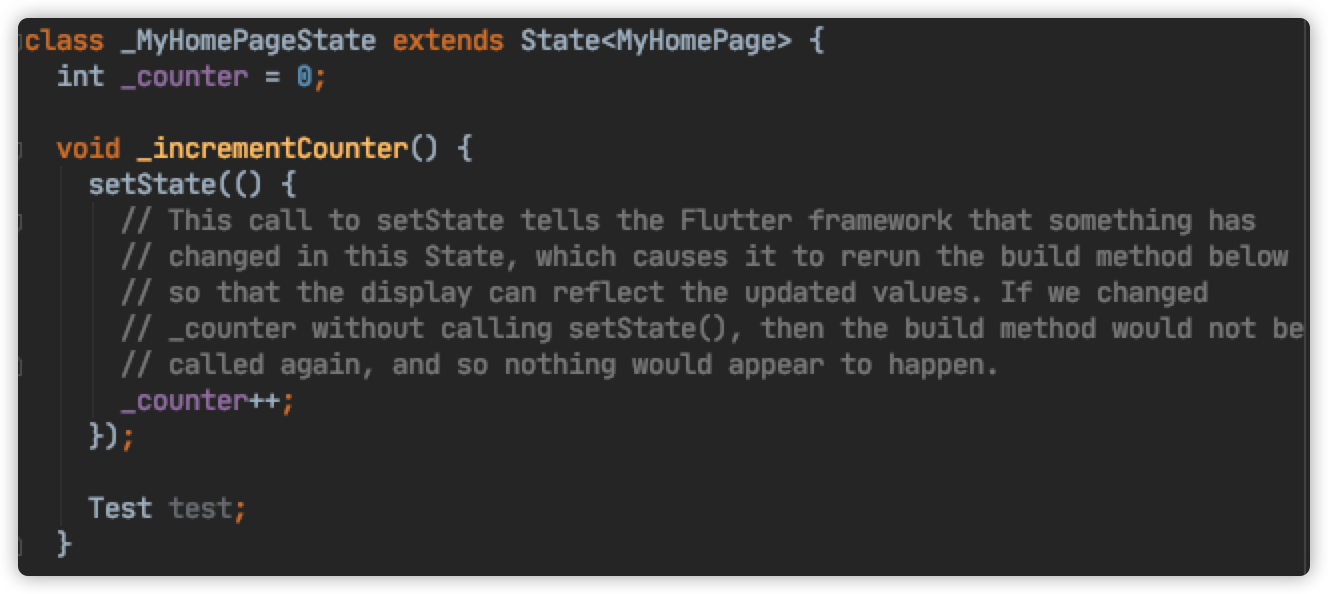 class _MyHomePageState extends State<MyHomePage> {
int _counter = 0;
void _incrementCounter() {
setState(() {
// This call to setState tells the Flutter framework that something has
// changed in this State, which causes it to rerun the build method below
// so that the display can reflect the updated values. If we changed
// _counter without calling setState(), then the build method would not be
// called again, and so nothing would appear to happen.
_counter++;
});
Test test;
}